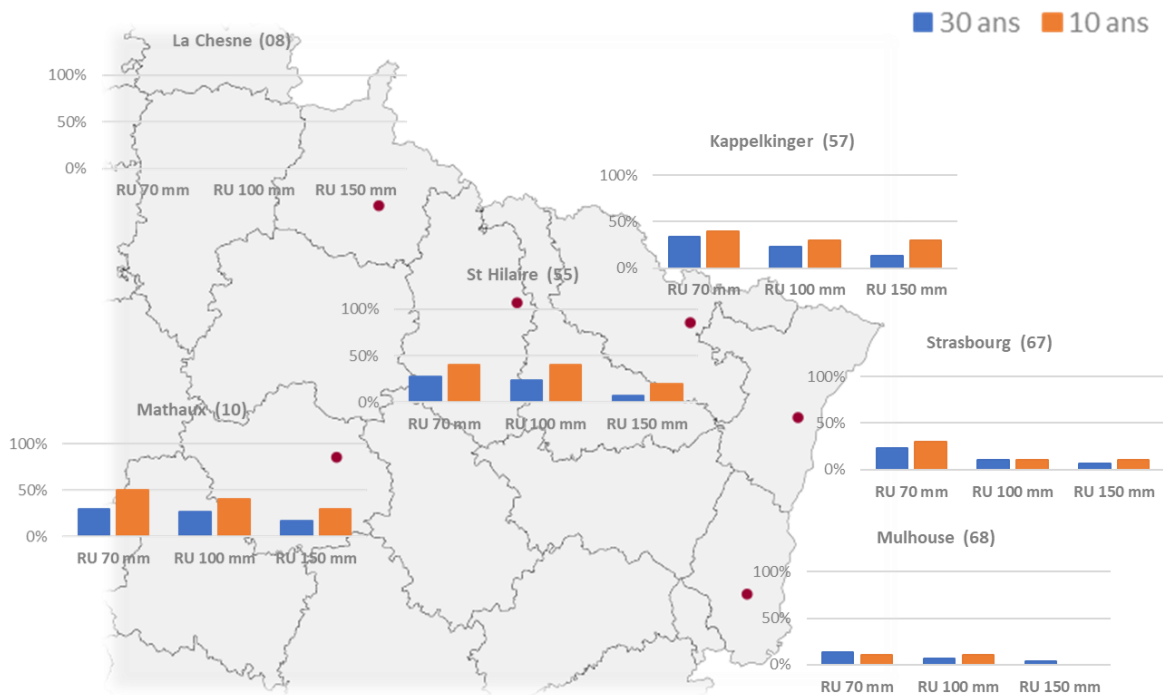 30 ans 10 ans
La Chesne (08)
100%
50%
0%
RU 70 mm RU 100 mm RU 150 mm
Kappelkinger (57)
100%
50%
0%
RU 70 mm RU 100 mm RU 150 mm
St Hilaire (55)
100%
50%
0%
RU 70 mm RU 100 mm RU 150 mm
Strasbourg (67)
100%
50%
0%
RU 70 mm RU 100 mm RU 150 mm
Mathaux (10)
100%
50%
0%
RU 70 mm RU 100 mm RU 150 mm
Mulhouse (68)
100%
50%
0%
RU 70 mm RU 100 mm RU 150 mm